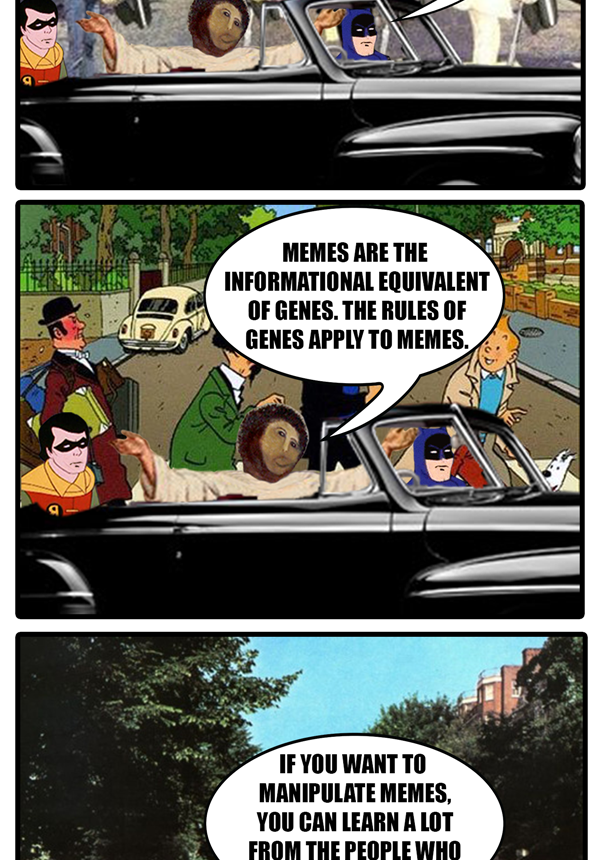 MEMES ARE THE
INFORMATIONAL EQUIVALENT
OF GENES. THE RULES OF
GENES APPLY TO MEMES.
R
R
IF YOU WANT TO
MANIPULATE MEMES,
YOU CAN LEARN A LOT
FROM THE PEOPLE WHO